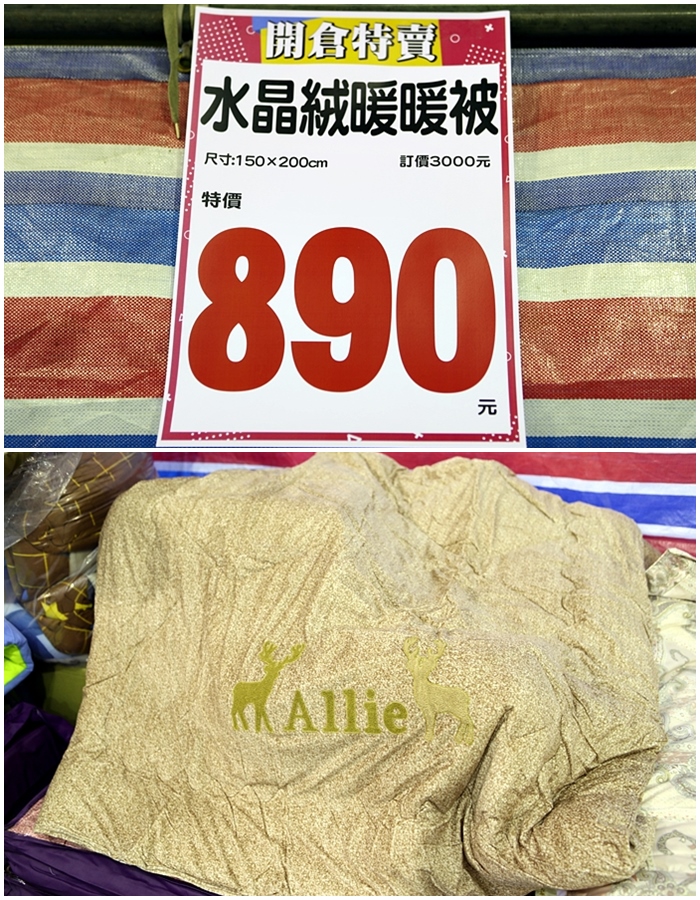 開倉特賣
水晶絨暖暖被
尺寸:150×200cm 訂價3000元
特價
890
元
Allie